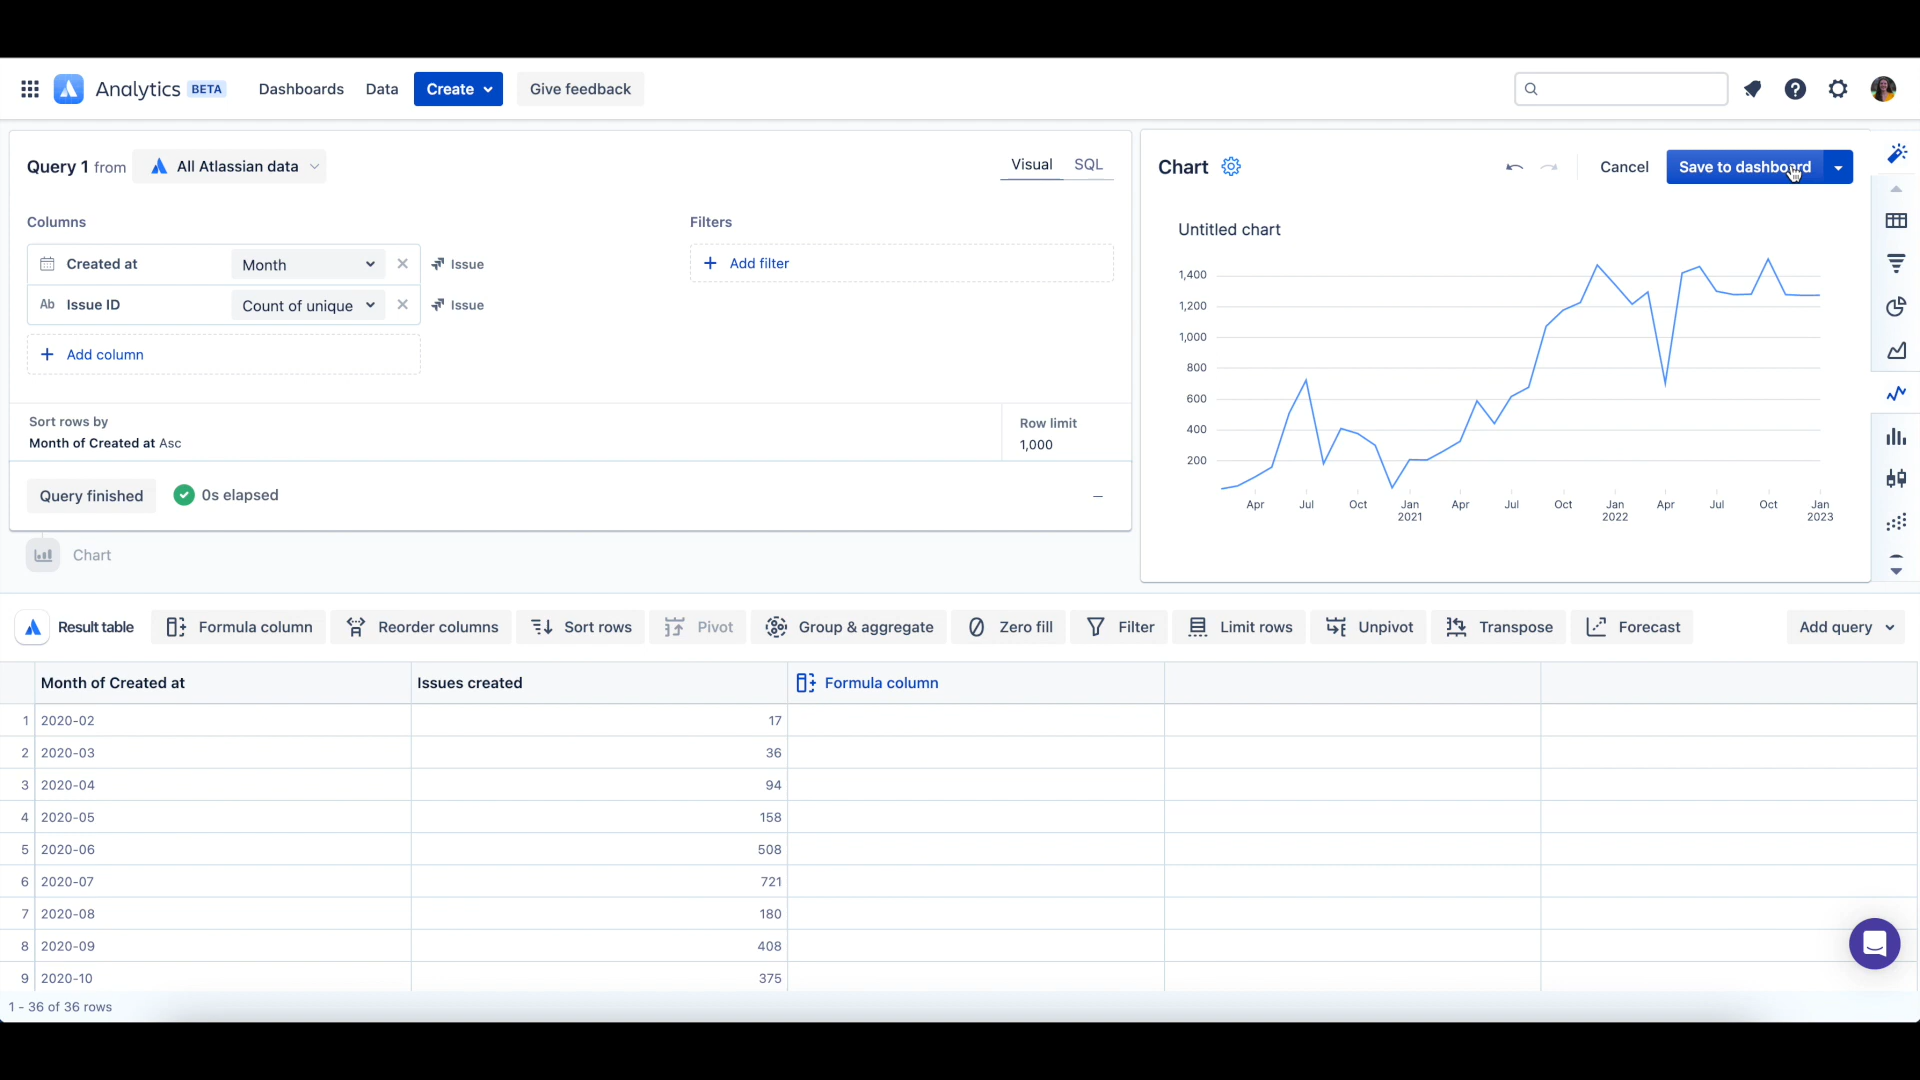 Analytics BETA Dashboards Data Create Give feedback
Query 1 from All Atlassian data Visual SQL
Columns Filters
Created at Month Issue
Add filter
Ab Issue ID Count of unique Issue
Add column
Sort rows by
Month of Created at Asc
Row limit
1,000
Query finished 0s elapsed
Chart
Chart Cancel Save to dashboard
Untitled chart
1,400
1,200
1,000
800
600
400
200
Apr Jul Oct Jan Apr Jul Oct Jan Apr Jul Oct Jan
2021 2022 2023
Result table Formula column Reorder columns Sort rows Pivot Group & aggregate Zero fill Filter Limit rows Unpivot Transpose Forecast Add query
Month of Created at Issues created Formula column
1 2020-02 17
2 2020-03 36
3 2020-04 94
4 2020-05 158
5 2020-06 508
6 2020-07 721
7 2020-08 180
8 2020-09 408
9 2020-10 375
1 - 36 of 36 rows